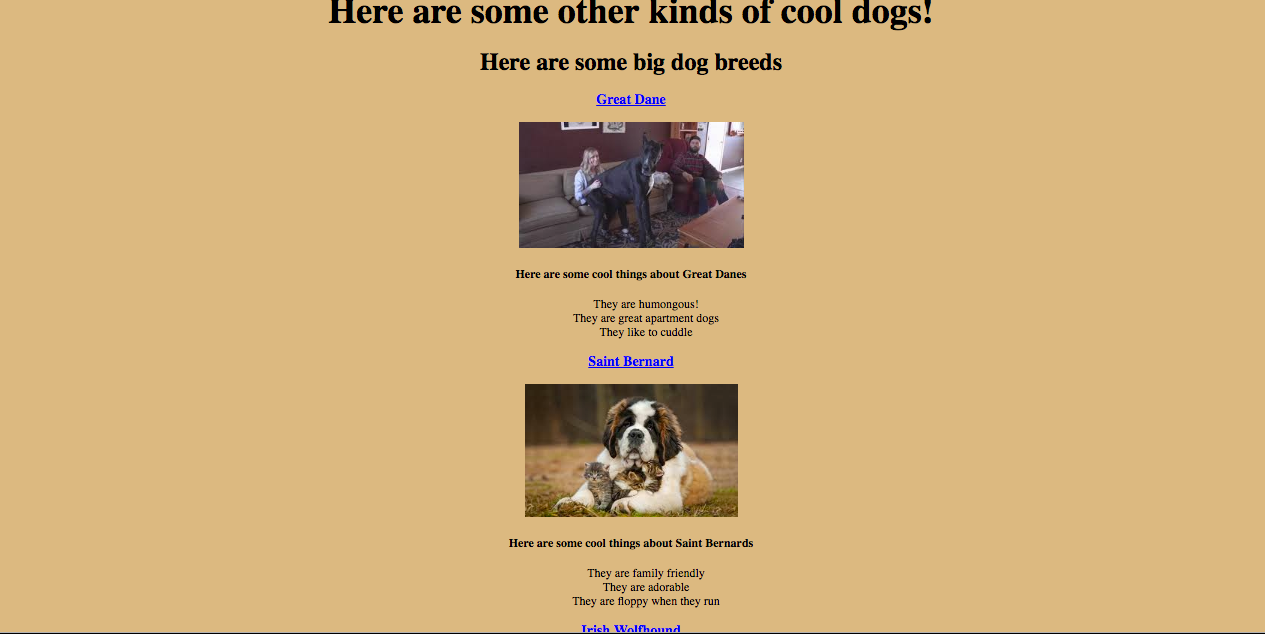 Here are some other kinds of cool dogs!
Here are some big dog breeds
Great Dane
Here are some cool things about Great Danes
They are humongous!
They are great apartment dogs
They like to cuddle
Saint Bernard
Here are some cool things about Saint Bernards
They are family friendly
They are adorable
They are floppy when they run
Irish Wolfhound